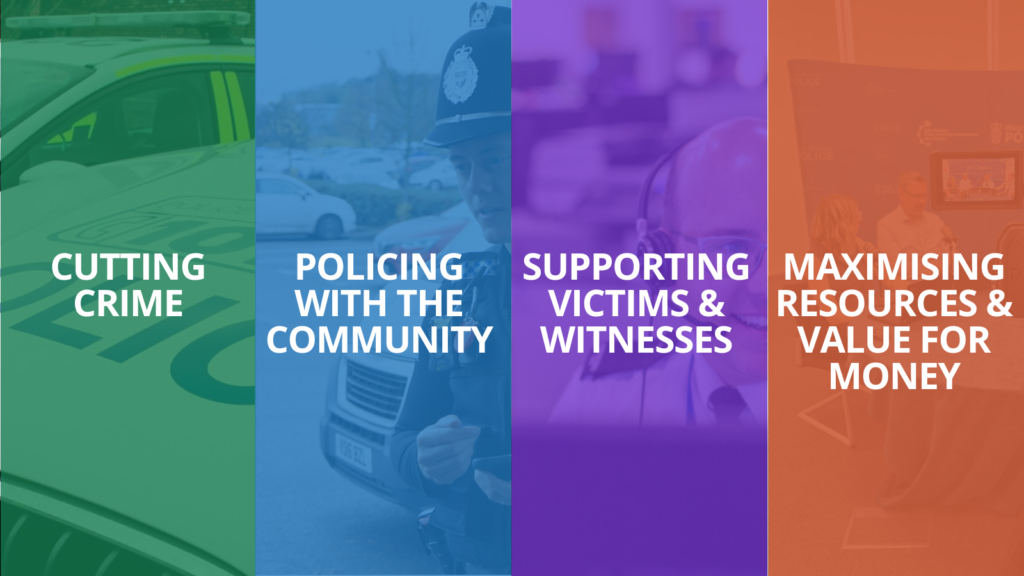 CUTTING
CRIME
POLICING
WITH THE
COMMUNITY
SUPPORTING
VICTIMS &
WITNESSES
MAXIMISING
RESOURCES &
VALUE FOR
MONEY